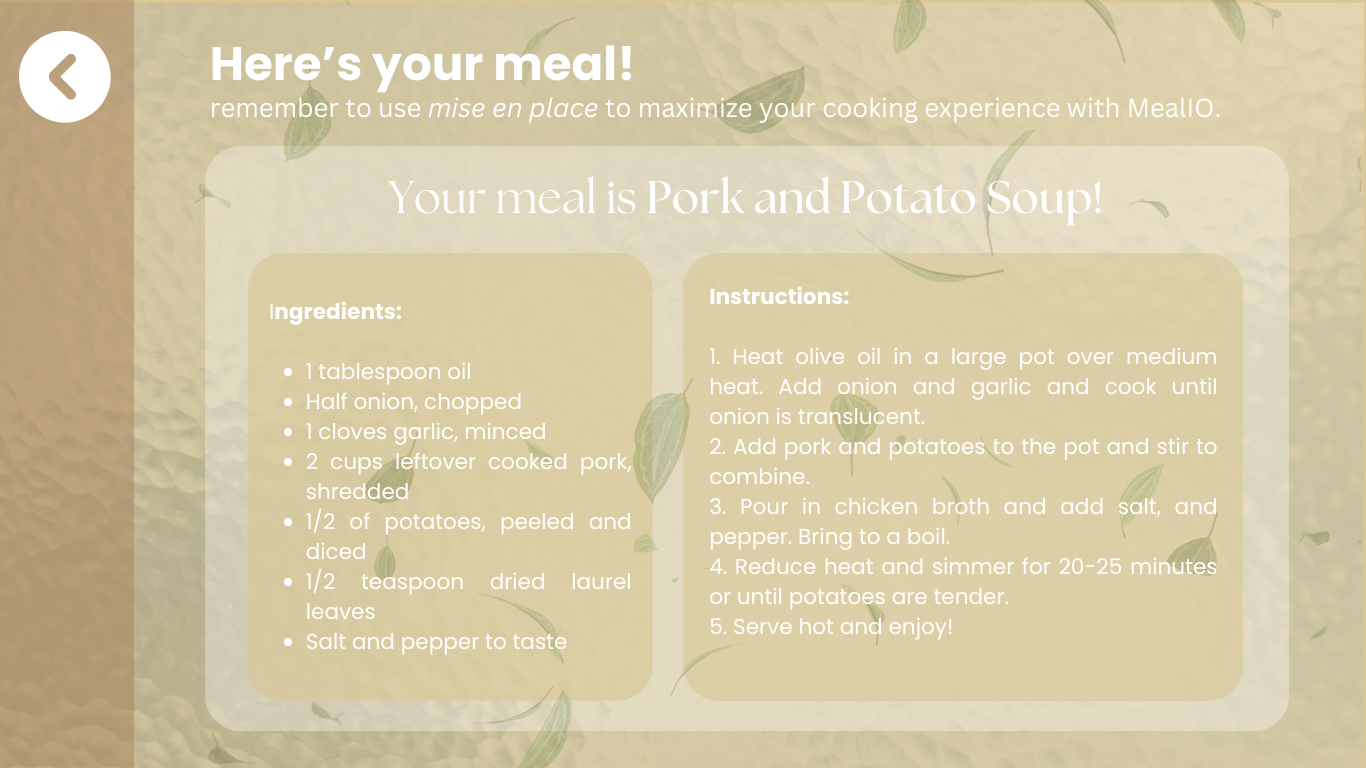 Here’s your meal!
remember to use mise en place to maximize your cooking experience with MealIO.
Your meal is Pork and Potato Soup!
Ingredients:
• 1 tablespoon oil
• Half onion, chopped
• 1 cloves garlic, minced
• 2 cups leftover cooked pork,
shredded
• 1/2 of potatoes, peeled and
diced
• 1/2 teaspoon dried laurel
leaves
• Salt and pepper to taste
Instructions:
1. Heat olive oil in a large pot over medium
heat. Add onion and garlic and cook until
onion is translucent.
2. Add pork and potatoes to the pot and stir to
combine.
3. Pour in chicken broth and add salt, and
pepper. Bring to a boil.
4. Reduce heat and simmer for 20-25 minutes
or until potatoes are tender.
5. Serve hot and enjoy!